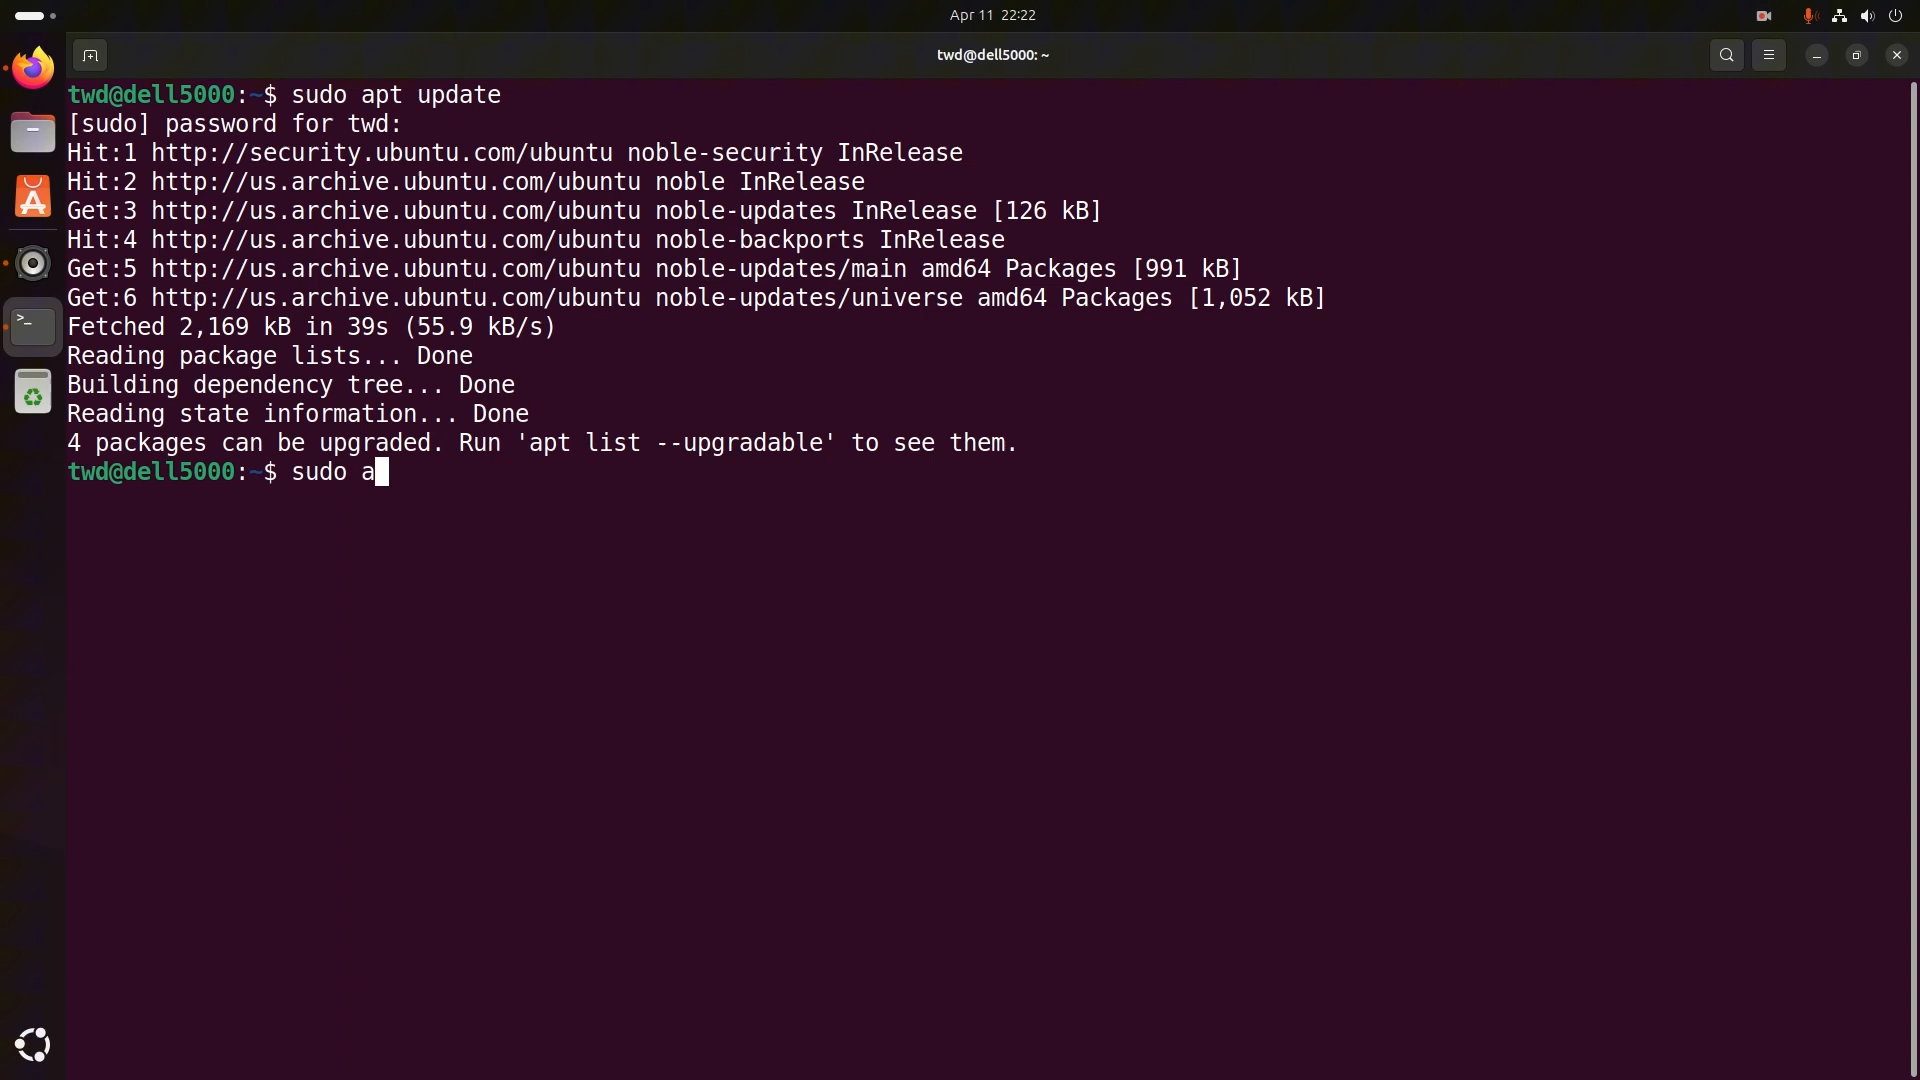 Apr 11 22:22
twd@dell5000: ~
twd@dell5000:~$ sudo apt update
[sudo] password for twd:
Hit:1 http://security.ubuntu.com/ubuntu noble-security InRelease
Hit:2 http://us.archive.ubuntu.com/ubuntu noble InRelease
Get:3 http://us.archive.ubuntu.com/ubuntu noble-updates InRelease [126 kB]
Hit:4 http://us.archive.ubuntu.com/ubuntu noble-backports InRelease
Get:5 http://us.archive.ubuntu.com/ubuntu noble-updates/main amd64 Packages [991 kB]
Get:6 http://us.archive.ubuntu.com/ubuntu noble-updates/universe amd64 Packages [1,052 kB]
Fetched 2,169 kB in 39s (55.9 kB/s)
Reading package lists... Done
Building dependency tree... Done
Reading state information... Done
4 packages can be upgraded. Run 'apt list --upgradable' to see them.
twd@dell5000:~$ sudo a